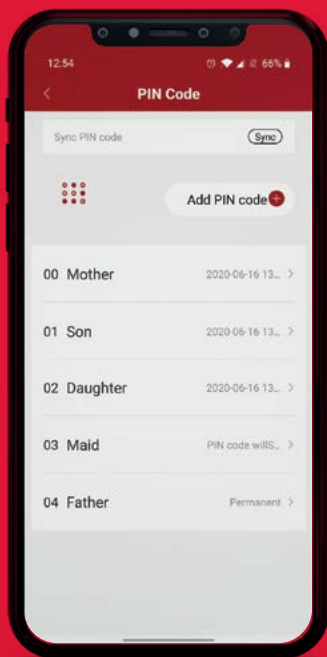 12.54 66%
PIN Code
Sync PIN code Sync
Add PIN code
00 Mother 2020-06-16 13...
01 Son 2020-06-16 13...
02 Daughter 2020-06-16 13...
03 Maid PIN code willS...
04 Father Permanent